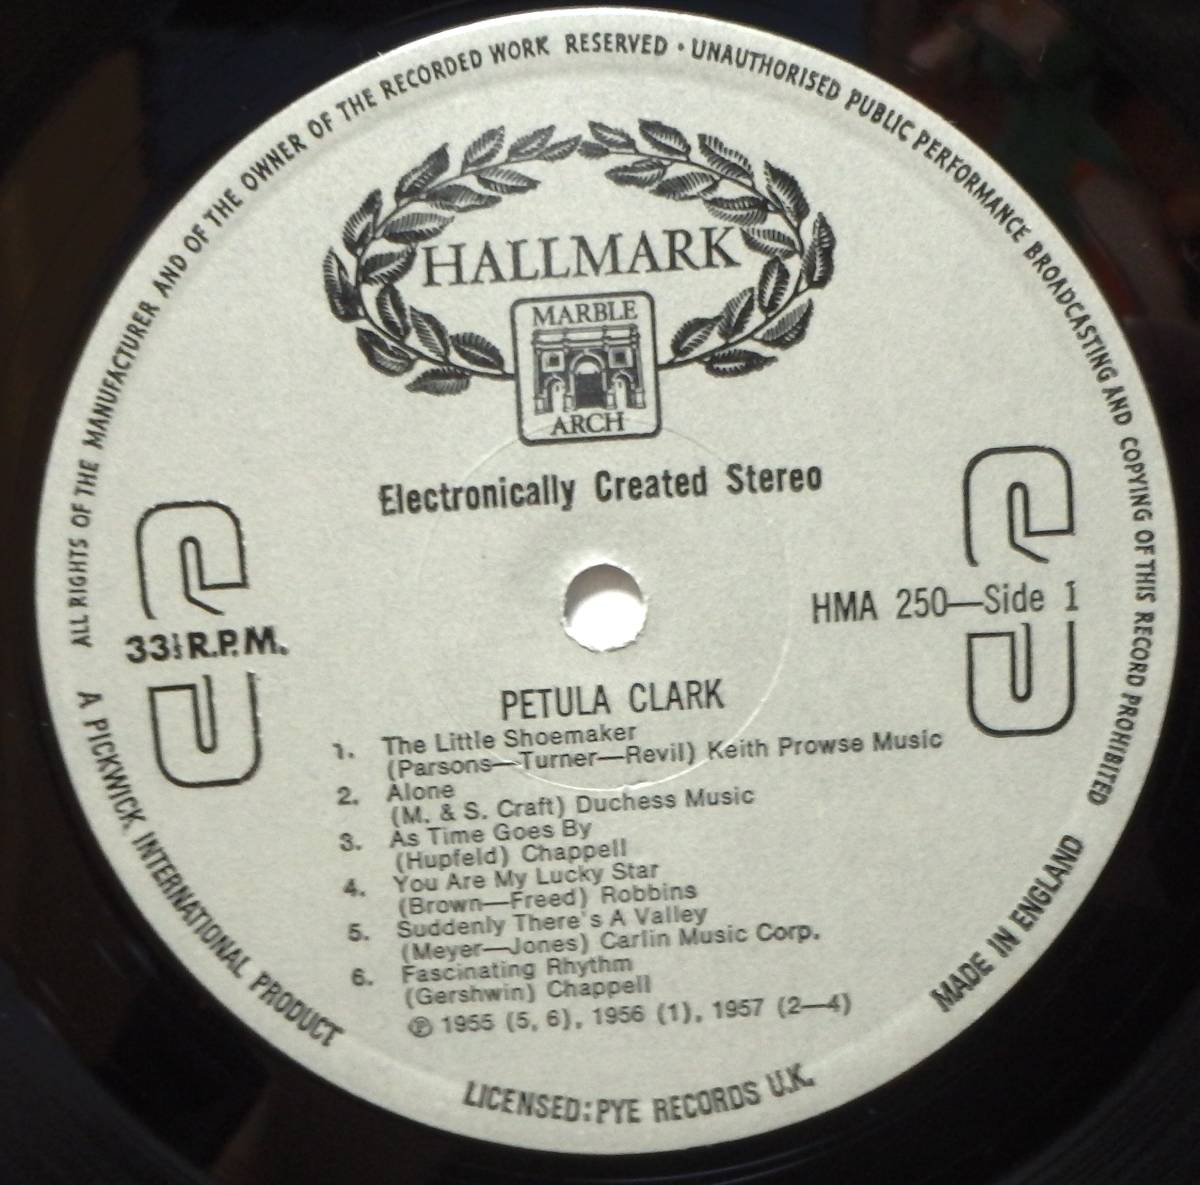 ALL RIGHTS OF THE MANUFACTURER AND OF THE OWNER OF THE RECORDED WORK RESERVED • UNAUTHORISED PUBLIC PERFORMANCE BROADCASTING AND COPYING OF THIS RECORD PROHIBITED
HALLMARK
MARBLE
ARCH
Electronically Created Stereo
HMA 250—Side 1
33⅓ R.P.M.
PETULA CLARK
1. The Little Shoemaker
(Parsons—Turner—Revil) Keith Prowse Music
2. Alone
(M. & S. Craft) Duchess Music
3. As Time Goes By
(Hupfeld) Chappell
4. You Are My Lucky Star
(Brown—Freed) Robbins
5. Suddenly There's A Valley
(Meyer—Jones) Carlin Music Corp.
6. Fascinating Rhythm
(Gershwin) Chappell
℗ 1955 (5, 6), 1956 (1), 1957 (2—4)
A PICKWICK INTERNATIONAL PRODUCT
LICENSED: PYE RECORDS U.K.
MADE IN ENGLAND